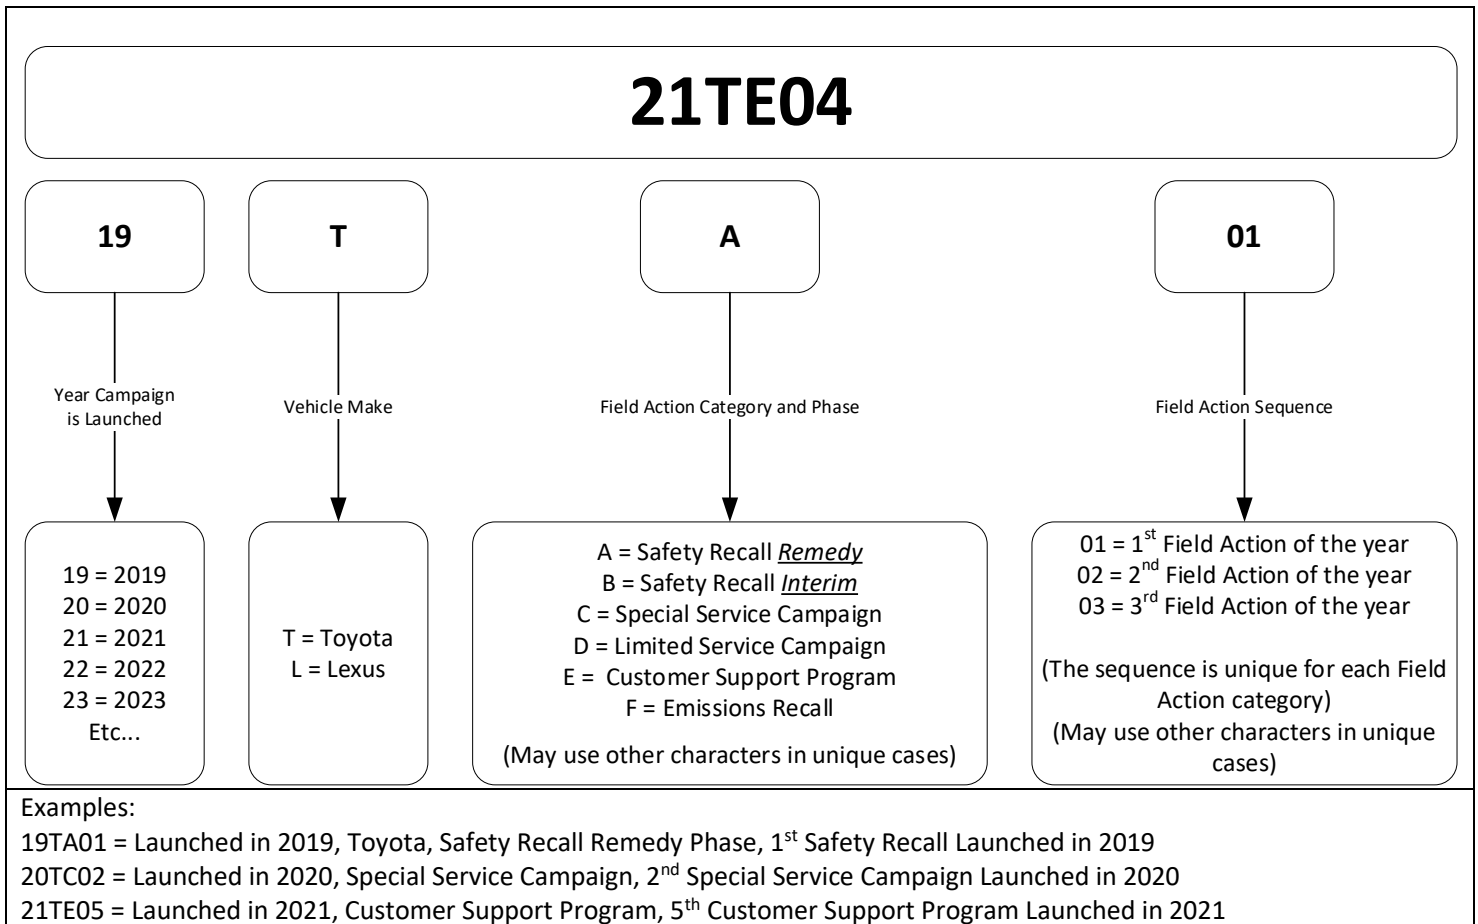 21TE04
19
T
A
01
Year Campaign
is Launched
Vehicle Make
Field Action Category and Phase
Field Action Sequence
19 = 2019
20 = 2020
21 = 2021
22 = 2022
23 = 2023
Etc...
T = Toyota
L = Lexus
A = Safety Recall Remedy
B = Safety Recall Interim
C = Special Service Campaign
D = Limited Service Campaign
E =  Customer Support Program
F = Emissions Recall
(May use other characters in unique cases)
01 = 1st Field Action of the year
02 = 2nd Field Action of the year
03 = 3rd Field Action of the year
(The sequence is unique for each Field
Action category)
(May use other characters in unique
cases)
Examples:
19TA01 = Launched in 2019, Toyota, Safety Recall Remedy Phase, 1st Safety Recall Launched in 2019
20TC02 = Launched in 2020, Special Service Campaign, 2nd Special Service Campaign Launched in 2020
21TE05 = Launched in 2021, Customer Support Program, 5th Customer Support Program Launched in 2021